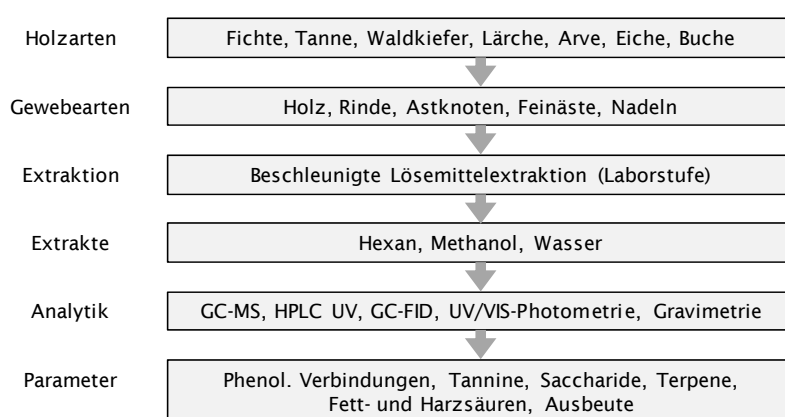 Holzarten
Fichte, Tanne, Waldkiefer, Lärche, Arve, Eiche, Buche
Gewebearten
Holz, Rinde, Astknoten, Feinäste, Nadeln
Extraktion
Beschleunigte Lösemittelextraktion (Laborstufe)
Extrakte
Hexan, Methanol, Wasser
Analytik
GC-MS, HPLC UV, GC-FID, UV/VIS-Photometrie, Gravimetrie
Parameter
Phenol. Verbindungen, Tannine, Saccharide, Terpene,
Fett- und Harzsäuren, Ausbeute